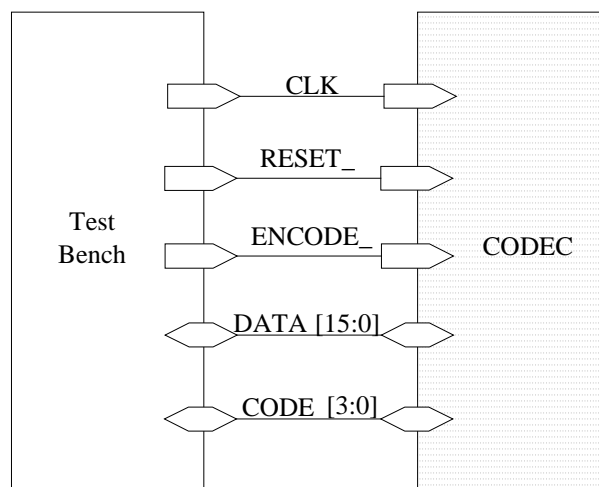 CLK
RESET_
Test
Bench
ENCODE_
CODEC
DATA [15:0]
CODE [3:0]